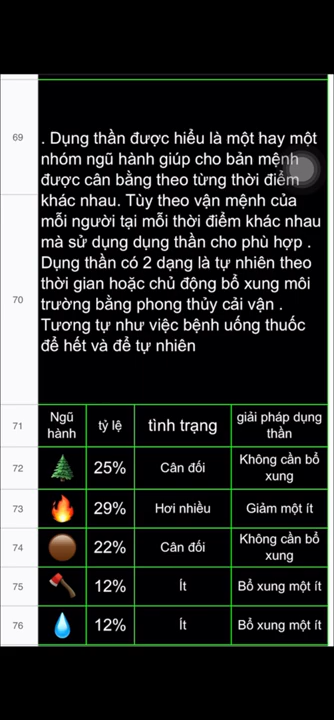 69
. Dụng thần được hiểu là một hay một
nhóm ngũ hành giúp cho bản mệnh
được cân bằng theo từng thời điểm
khác nhau. Tùy theo vận mệnh của
mỗi người tại mỗi thời điểm khác nhau
mà sử dụng dụng thần cho phù hợp .
Dụng thần có 2 dạng là tự nhiên theo
70
thời gian hoặc chủ động bổ xung môi
trường bằng phong thủy cải vận .
Tương tự như việc bệnh uống thuốc
để hết và để tự nhiên
71 Ngũ hành tỷ lệ tình trạng giải pháp dụng thần
72 25% Cân đối Không cần bổ xung
73 29% Hơi nhiều Giảm một ít
74 22% Cân đối Không cần bổ xung
75 12% Ít Bổ xung một ít
76 12% Ít Bổ xung một ít